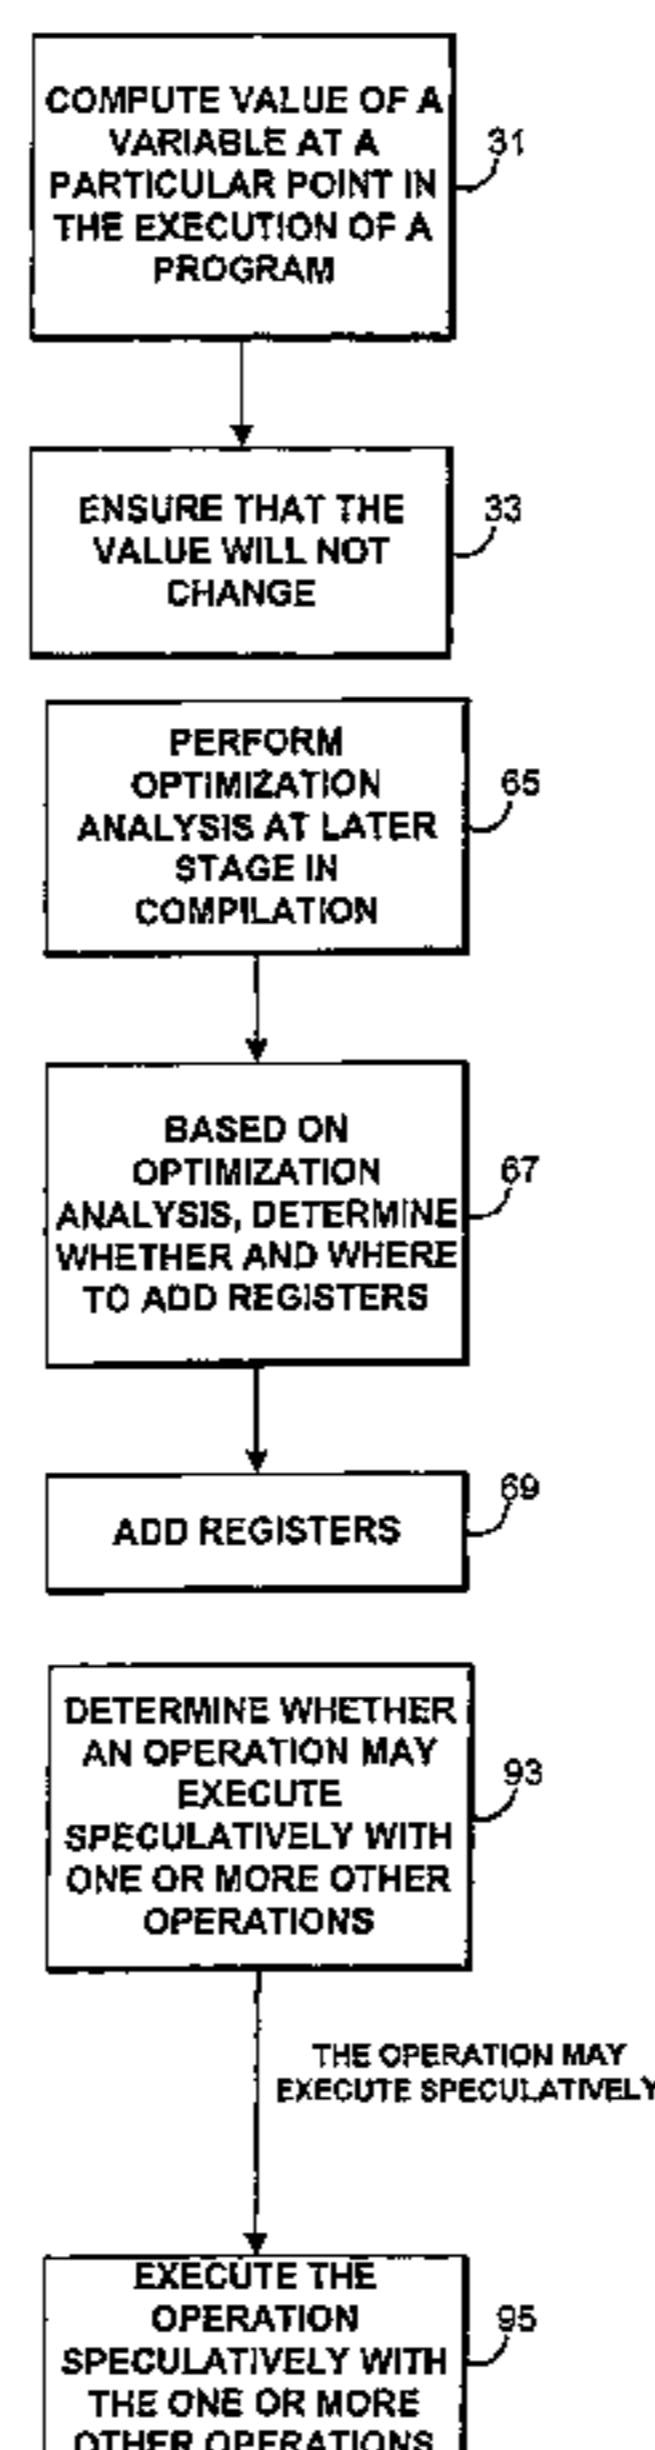 COMPUTE VALUE OF A
VARIABLE AT A
PARTICULAR POINT IN
THE EXECUTION OF A
PROGRAM
31
ENSURE THAT THE
VALUE WILL NOT
CHANGE
33
PERFORM
OPTIMIZATION
ANALYSIS AT LATER
STAGE IN
COMPILATION
65
BASED ON
OPTIMIZATION
ANALYSIS, DETERMINE
WHETHER AND WHERE
TO ADD REGISTERS
67
ADD REGISTERS
69
DETERMINE WHETHER
AN OPERATION MAY
EXECUTE
SPECULATIVELY WITH
ONE OR MORE OTHER
OPERATIONS
93
THE OPERATION MAY
EXECUTE SPECULATIVELY
EXECUTE THE
OPERATION
SPECULATIVELY WITH
THE ONE OR MORE
OTHER OPERATIONS
95